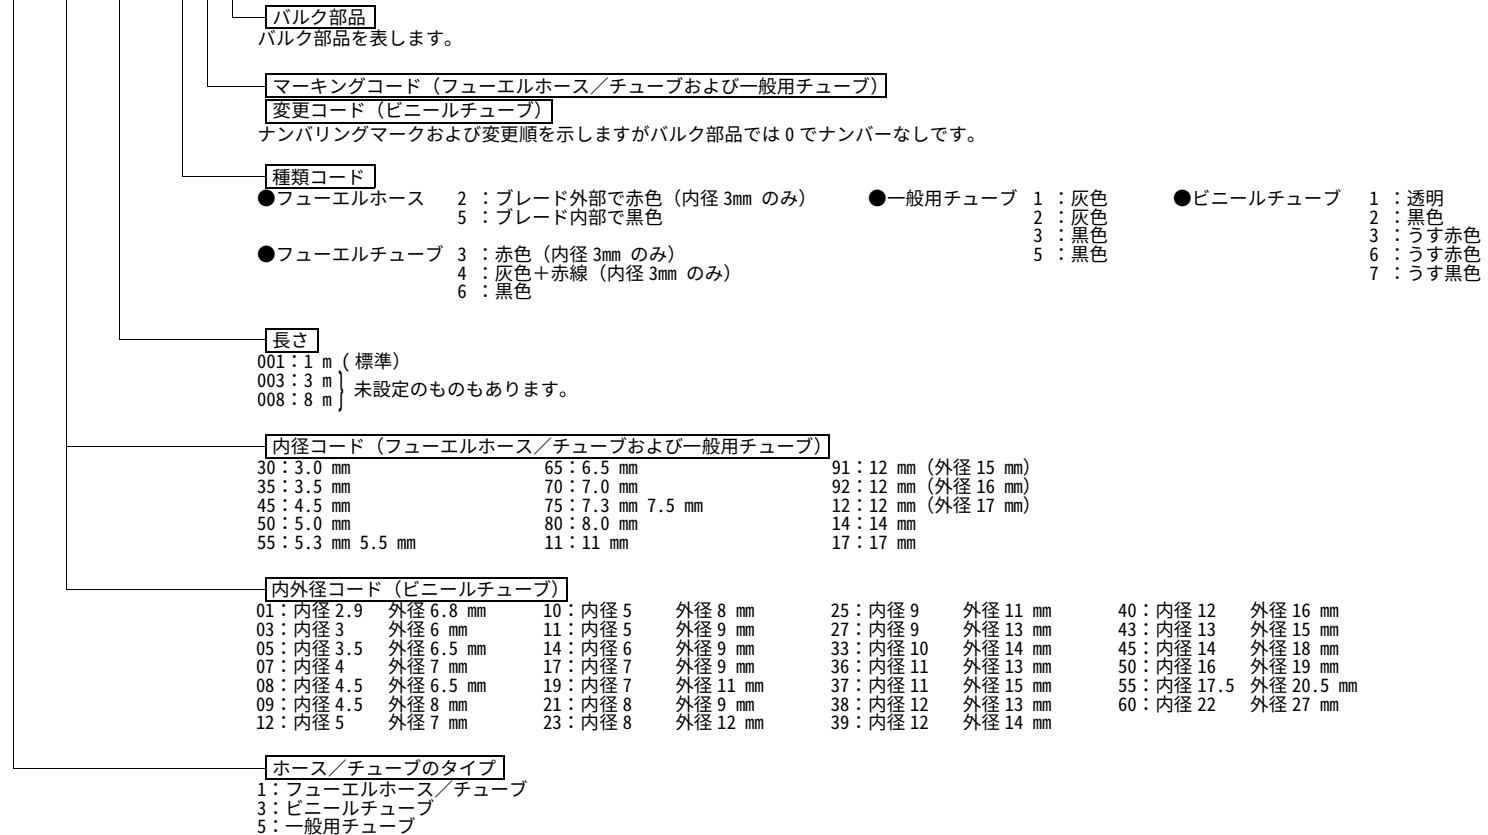 バルク部品
バルク部品を表します。
マーキングコード（フューエルホース／チューブおよび一般用チューブ）
変更コード（ビニールチューブ）
ナンバリングマークおよび変更順を示しますがバルク部品では 0 でナンバーなしです。
種類コード
●フューエルホース 2 ：ブレード外部で赤色（内径 3㎜ のみ） ●一般用チューブ 1 ：灰色 ●ビニールチューブ 1 ：透明
5 ：ブレード内部で黒色 2 ：灰色 2 ：黒色
3 ：黒色 3 ：うす赤色
●フューエルチューブ 3 ：赤色（内径 3㎜ のみ） 5 ：黒色 6 ：うす赤色
4 ：灰色＋赤線（内径 3㎜ のみ） 7 ：うす黒色
6 ：黒色
長さ
001：1 m ( 標準）
003：3 m
008：8 m } 未設定のものもあります。
内径コード（フューエルホース／チューブおよび一般用チューブ）
30：3.0 ㎜ 65：6.5 ㎜ 91：12 ㎜（外径 15 ㎜）
35：3.5 ㎜ 70：7.0 ㎜ 92：12 ㎜（外径 16 ㎜）
45：4.5 ㎜ 75：7.3 ㎜ 7.5 ㎜ 12：12 ㎜（外径 17 ㎜）
50：5.0 ㎜ 80：8.0 ㎜ 14：14 ㎜
55：5.3 ㎜ 5.5 ㎜ 11：11 ㎜ 17：17 ㎜
内外径コード（ビニールチューブ）
01：内径 2.9 外径 6.8 ㎜ 10：内径 5 外径 8 ㎜ 25：内径 9 外径 11 ㎜ 40：内径 12 外径 16 ㎜
03：内径 3 外径 6 ㎜ 11：内径 5 外径 9 ㎜ 27：内径 9 外径 13 ㎜ 43：内径 13 外径 15 ㎜
05：内径 3.5 外径 6.5 ㎜ 14：内径 6 外径 9 ㎜ 33：内径 10 外径 14 ㎜ 45：内径 14 外径 18 ㎜
07：内径 4 外径 7 ㎜ 17：内径 7 外径 9 ㎜ 36：内径 11 外径 13 ㎜ 50：内径 16 外径 19 ㎜
08：内径 4.5 外径 6.5 ㎜ 19：内径 7 外径 11 ㎜ 37：内径 11 外径 15 ㎜ 55：内径 17.5 外径 20.5 ㎜
09：内径 4.5 外径 8 ㎜ 21：内径 8 外径 9 ㎜ 38：内径 12 外径 13 ㎜ 60：内径 22 外径 27 ㎜
12：内径 5 外径 7 ㎜ 23：内径 8 外径 12 ㎜ 39：内径 12 外径 14 ㎜
ホース／チューブのタイプ
1：フューエルホース／チューブ
3：ビニールチューブ
5：一般用チューブ